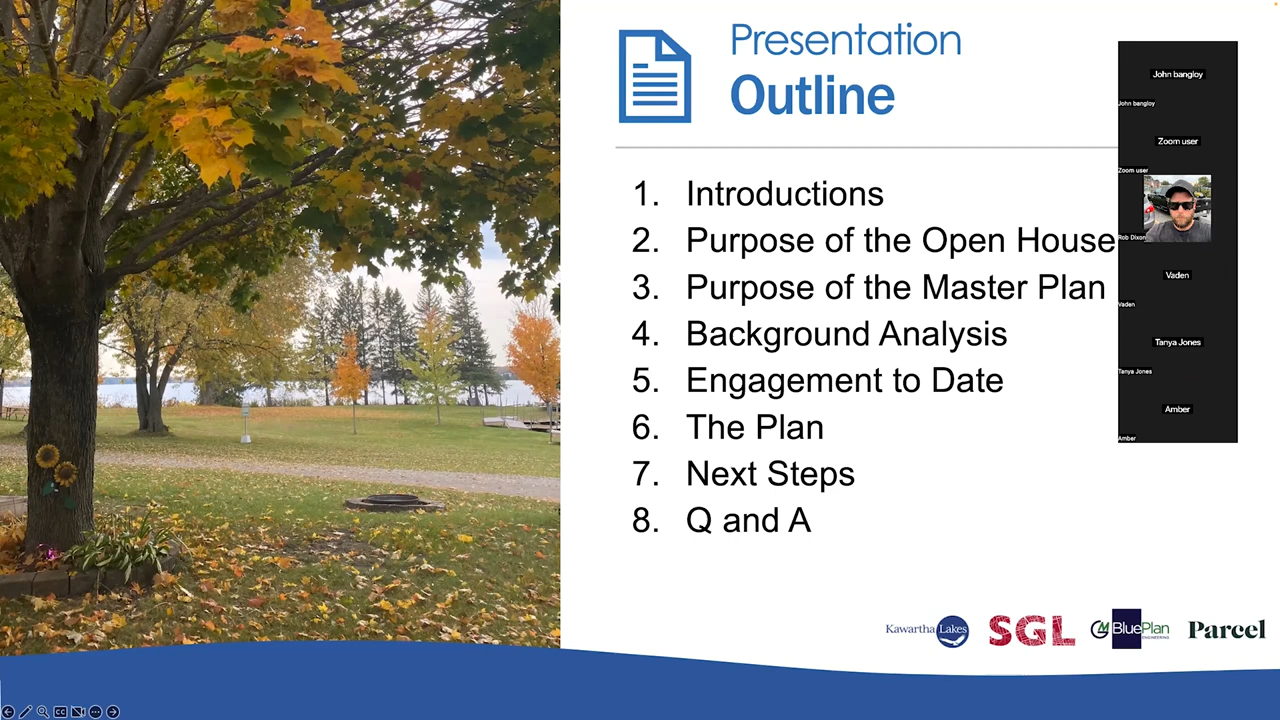 Presentation
Outline
1. Introductions
2. Purpose of the Open House
3. Purpose of the Master Plan
4. Background Analysis
5. Engagement to Date
6. The Plan
7. Next Steps
8. Q and A
John bangloy
John bangloy
Zoom user
Zoom user
Rob Dixon
Vaden
Vaden
Tanya Jones
Tanya Jones
Amber
Amber
Kawartha Lakes
SGL
GM BluePlan
ENGINEERING
Parcel
CC